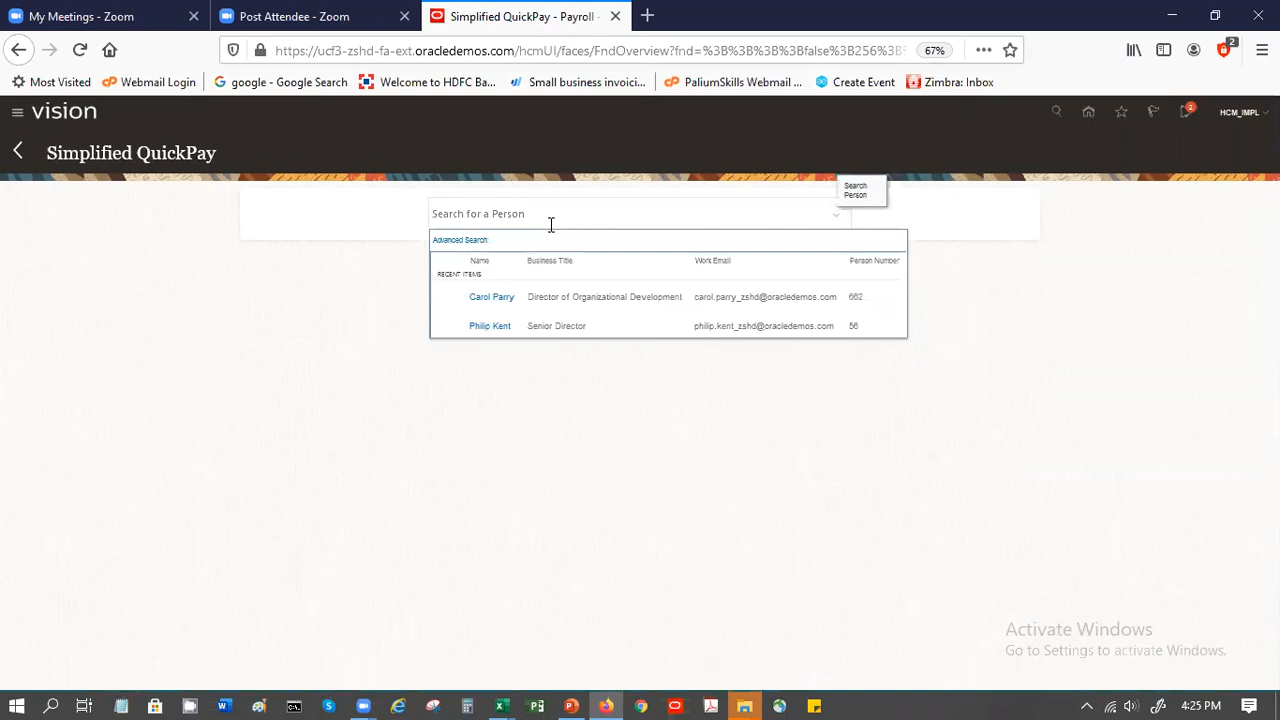 My Meetings - Zoom
Post Attendee - Zoom
Simplified QuickPay - Payroll -
https://ucf3-zshd-fa-ext.oracledemos.com/hcmUI/faces/FndOverview?fnd=%3B%3B%3B%3Bfalse%3B256%3B%
67%
2
Most Visited
Webmail Login
google - Google Search
Welcome to HDFC Ba...
Small business invoici...
PaliumSkills Webmail ...
Create Event
Zimbra: Inbox
vision
2
HCM_IMPL
Simplified QuickPay
Search
Person
Search for a Person
Advanced Search:
Name Business Title Work Email Person Number
RECENT ITEMS
Carol Parry Director of Organizational Development carol.parry_zshd@oracledemos.com 662
Philip Kent Senior Director philip.kent_zshd@oracledemos.com 56
Activate Windows
Go to Settings to activate Windows.
4:25 PM